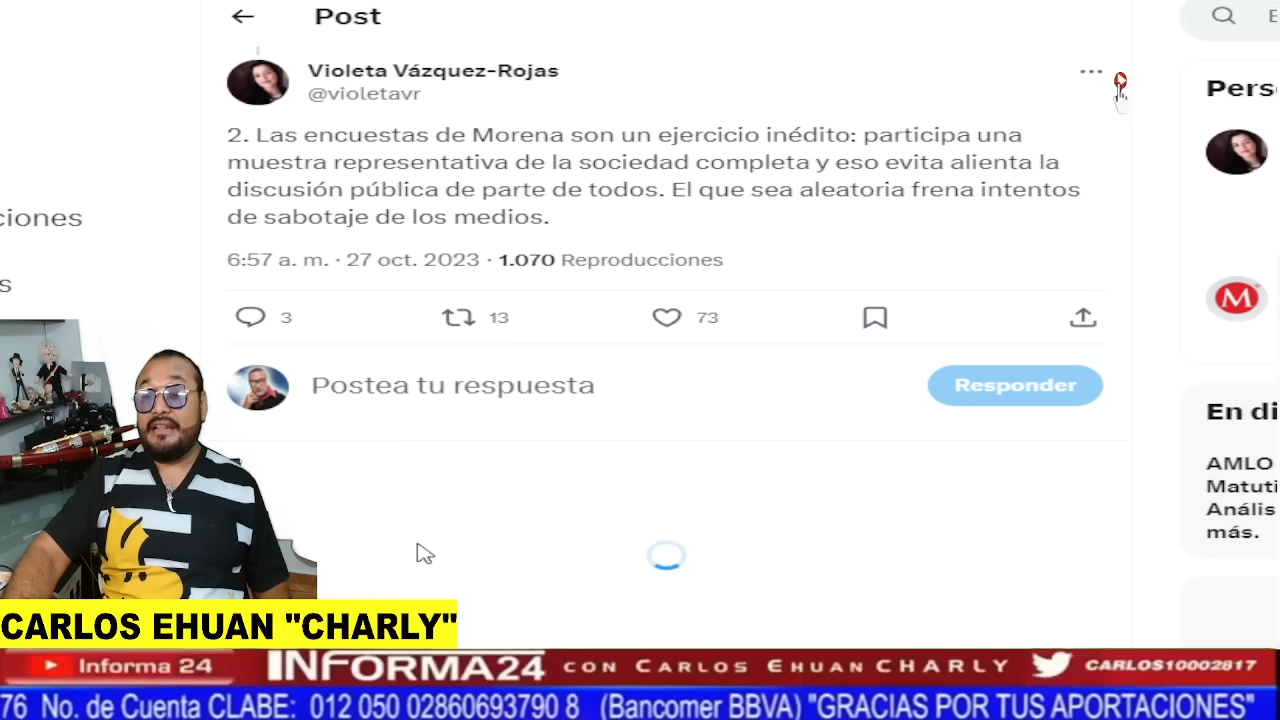 Post
Violeta Vázquez-Rojas
@violetavr
2. Las encuestas de Morena son un ejercicio inédito: participa una
muestra representativa de la sociedad completa y eso evita alienta la
discusión pública de parte de todos. El que sea aleatoria frena intentos
de sabotaje de los medios.
6:57 a. m. · 27 oct. 2023 · 1.070 Reproducciones
3 13 73
Postea tu respuesta
Responder
ciones
s
E
Pers
M
En di
AMLO
Matuti
Anális
más.
CARLOS EHUAN "CHARLY"
Informa 24 INFORMA24 CON CARLOS EHUAN CHARLY CARLOS10002817
76 No. de Cuenta CLABE: 012 050 02860693790 8 (Bancomer BBVA) "GRACIAS POR TUS APORTACIONES"